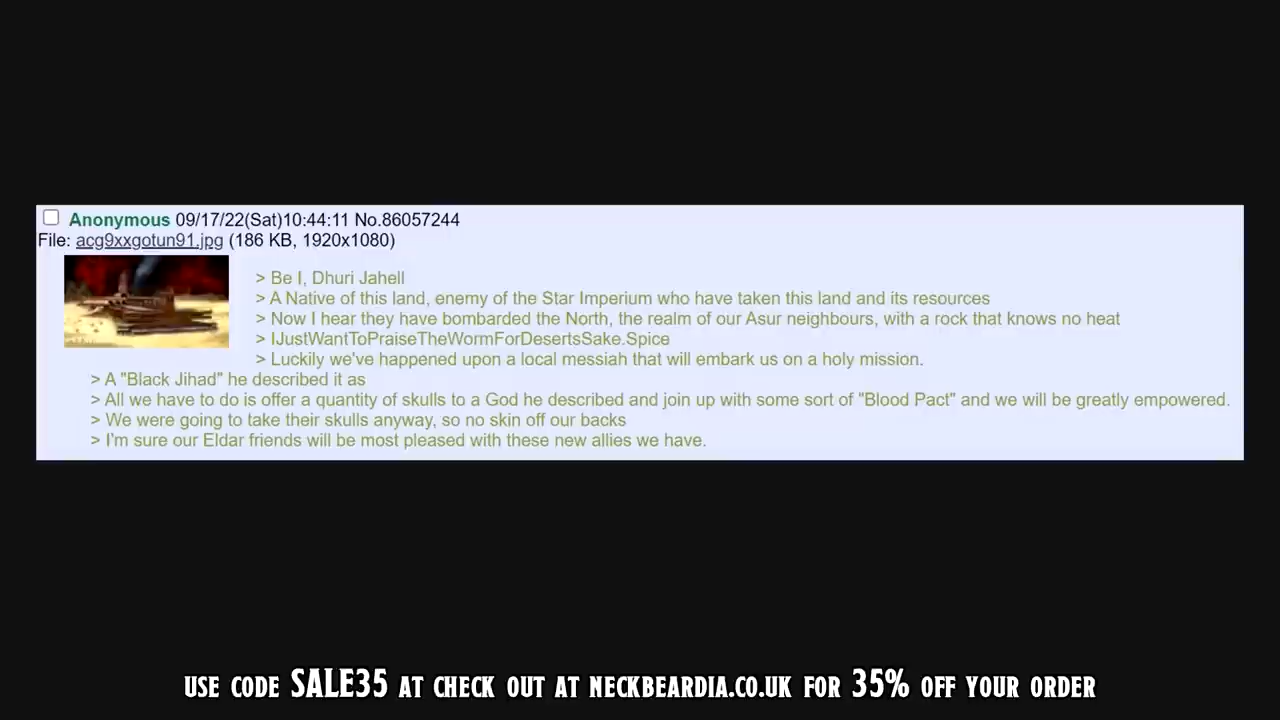 Anonymous 09/17/22(Sat)10:44:11 No.86057244
File: acg9xxgotun91.jpg (186 KB, 1920x1080)
> Be I, Dhuri Jahell
> A Native of this land, enemy of the Star Imperium who have taken this land and its resources
> Now I hear they have bombarded the North, the realm of our Asur neighbours, with a rock that knows no heat
> IJustWantToPraiseTheWormForDesertsSake.Spice
> Luckily we've happened upon a local messiah that will embark us on a holy mission.
> A "Black Jihad" he described it as
> All we have to do is offer a quantity of skulls to a God he described and join up with some sort of "Blood Pact" and we will be greatly empowered.
> We were going to take their skulls anyway, so no skin off our backs
> I'm sure our Eldar friends will be most pleased with these new allies we have.
USE CODE SALE35 AT CHECK OUT AT NECKBEARDIA.CO.UK FOR 35% OFF YOUR ORDER